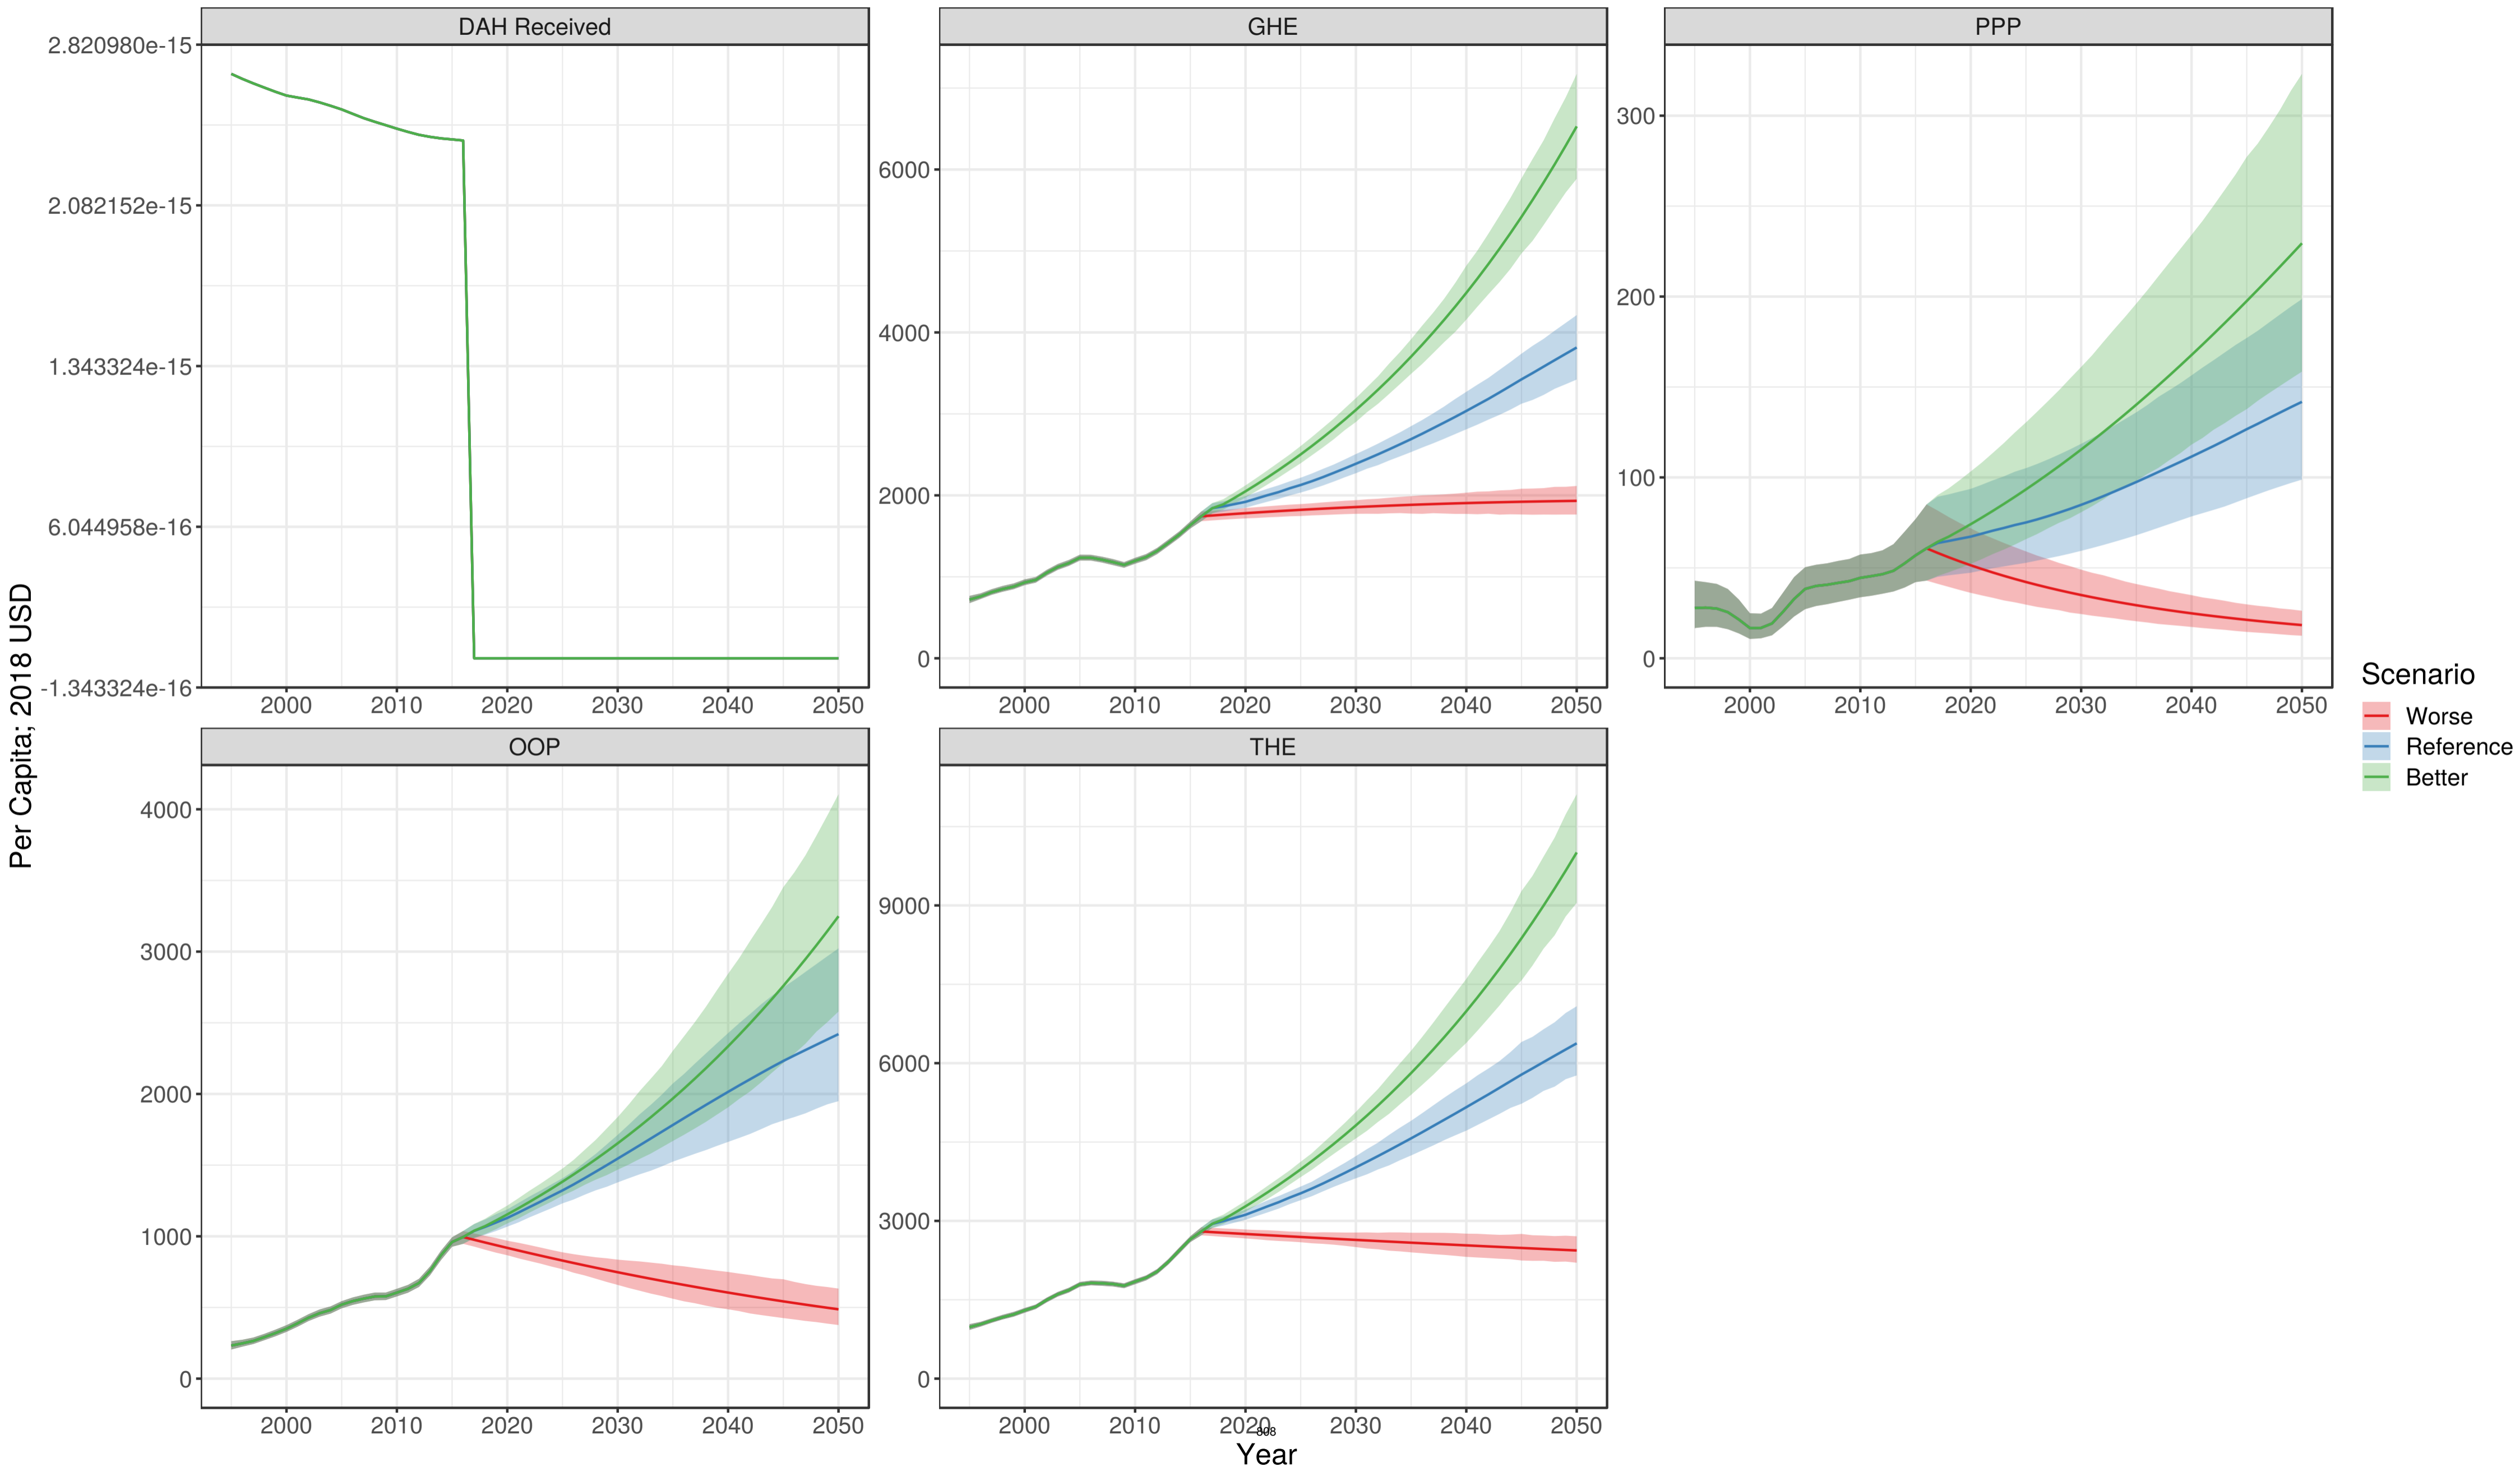 DAH Received
GHE
PPP
2.820980e-15
2.082152e-15
1.343324e-15
6.044958e-16
-1.343324e-16
6000
4000
2000
0
300
200
100
0
2000 2010 2020 2030 2040 2050
2000 2010 2020 2030 2040 2050
2000 2010 2020 2030 2040 2050
Per Capita; 2018 USD
Scenario
Worse
Reference
Better
OOP
THE
4000
3000
2000
1000
0
9000
6000
3000
0
2000 2010 2020 2030 2040 2050
2000 2010 2020 2030 2040 2050
808
Year